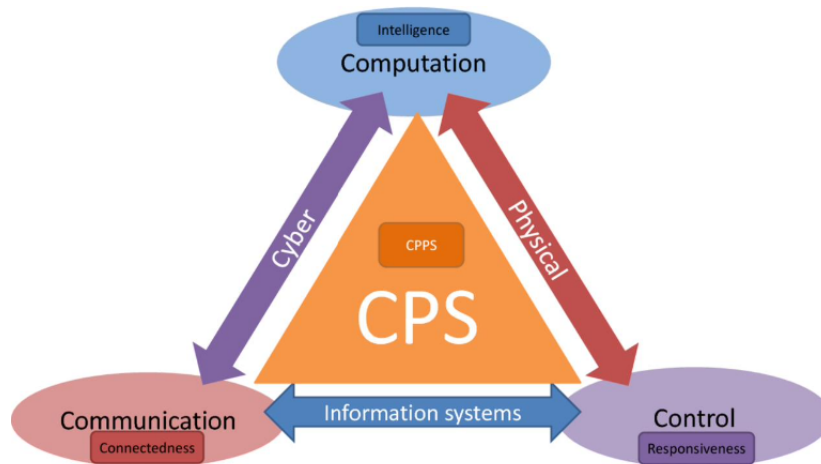 Intelligence
Computation
Cyber
Physical
CPPS
CPS
Communication
Connectedness
Information systems
Control
Responsiveness